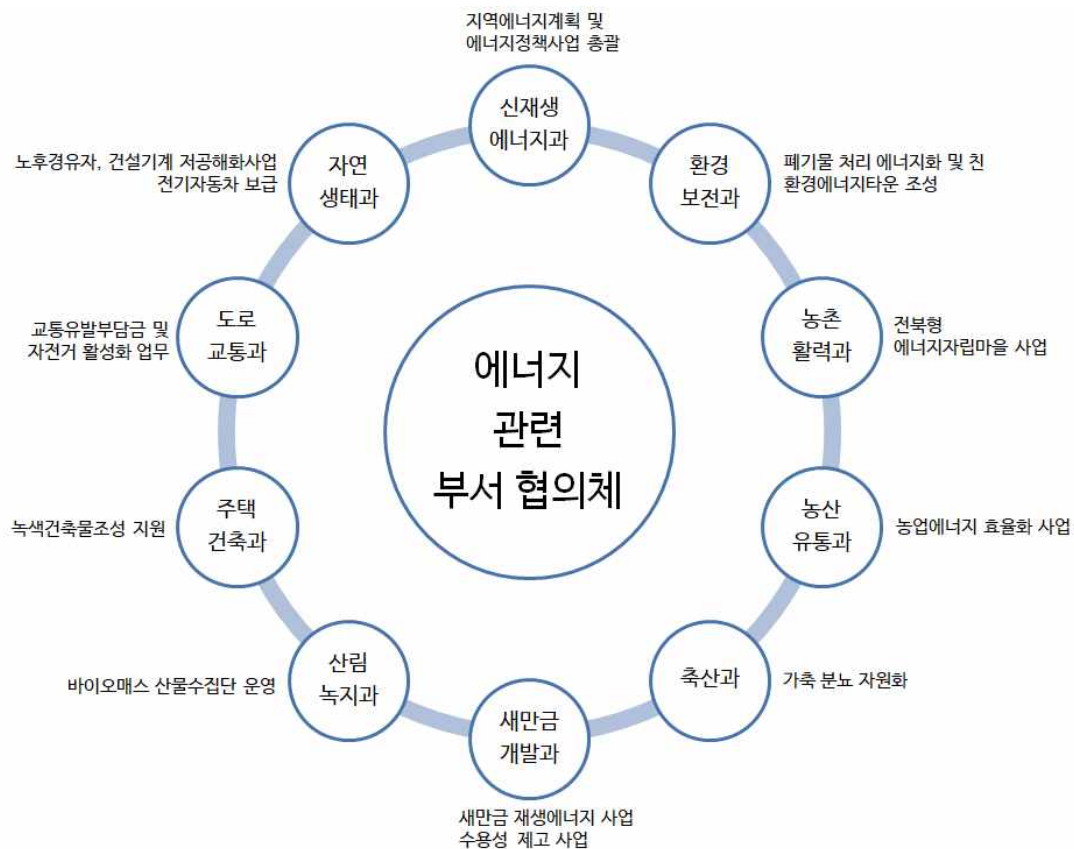 지역에너지계획 및
에너지정책사업 총괄
신재생
에너지과
환경
보전과
폐기물 처리 에너지화 및 친
환경에너지타운 조성
농촌
활력과
전북형
에너지자립마을 사업
농산
유통과
농업에너지 효율화 사업
축산과
가축 분뇨 자원화
새만금
개발과
새만금 재생에너지 사업
수용성 제고 사업
산림
녹지과
바이오매스 산물수집단 운영
주택
건축과
녹색건축물조성 지원
도로
교통과
교통유발부담금 및
자전거 활성화 업무
자연
생태과
노후경유자, 건설기계 저공해화사업
전기자동차 보급
에너지
관련
부서 협의체